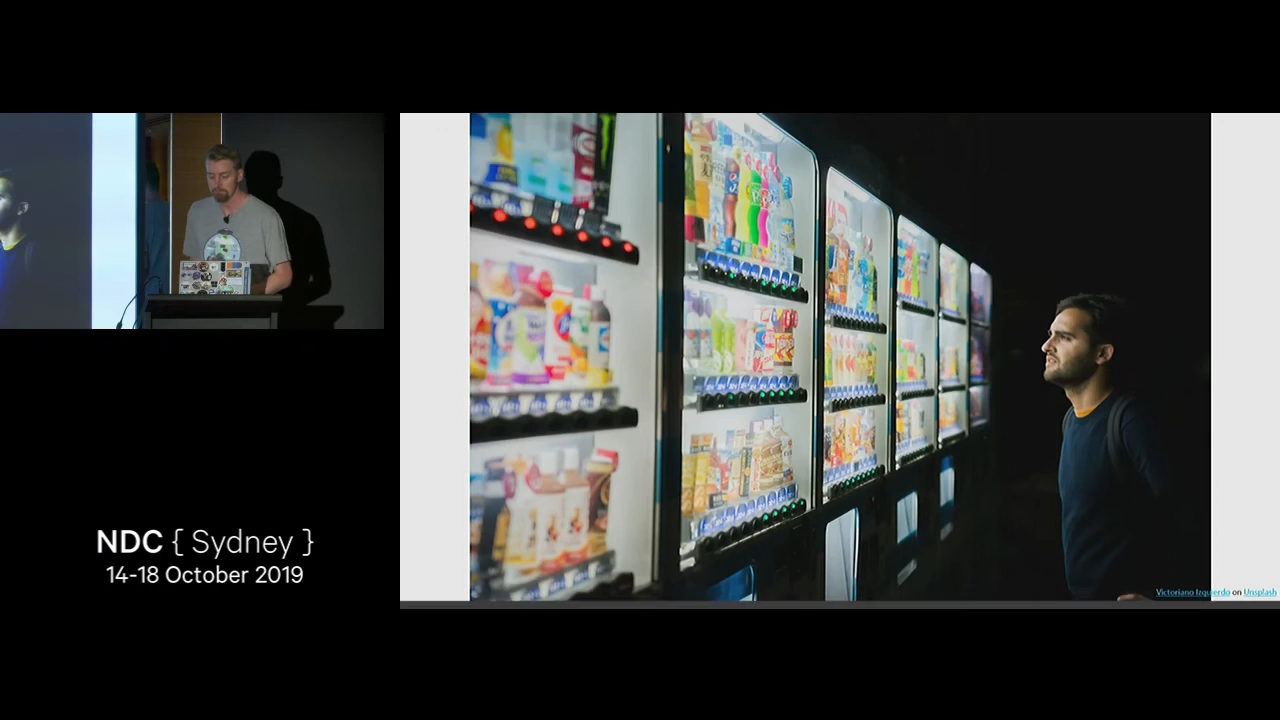 NDC { Sydney }
14-18 October 2019
Victoriano Izquierdo on Unsplash